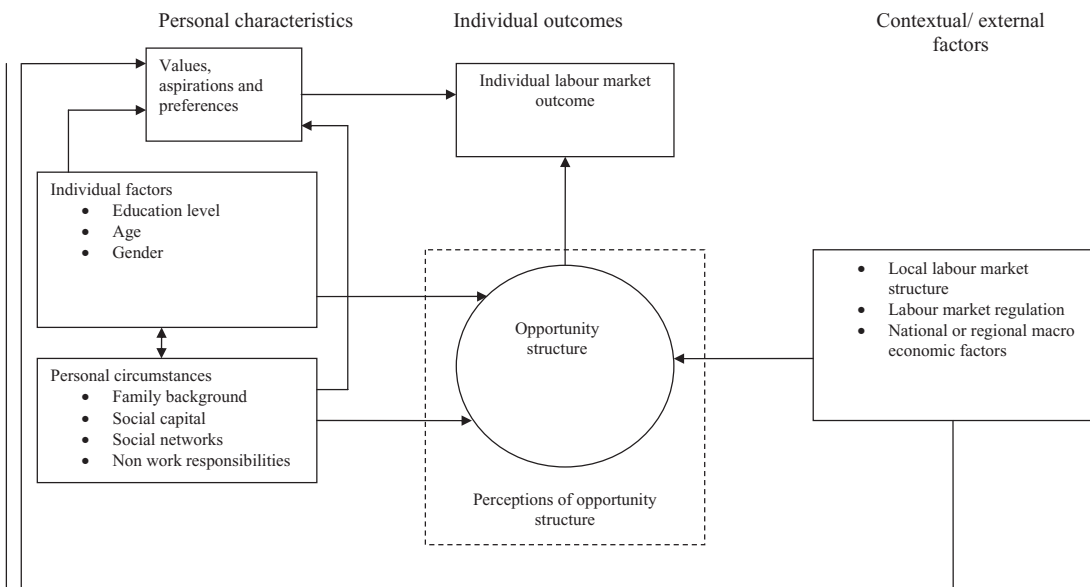 Personal characteristics
Individual outcomes
Contextual/ external
factors
Values,
aspirations and
preferences
Individual labour market
outcome
Individual factors
• Education level
• Age
• Gender
Personal circumstances
• Family background
• Social capital
• Social networks
• Non work responsibilities
Opportunity
structure
Perceptions of opportunity
structure
• Local labour market
structure
• Labour market regulation
• National or regional macro
economic factors